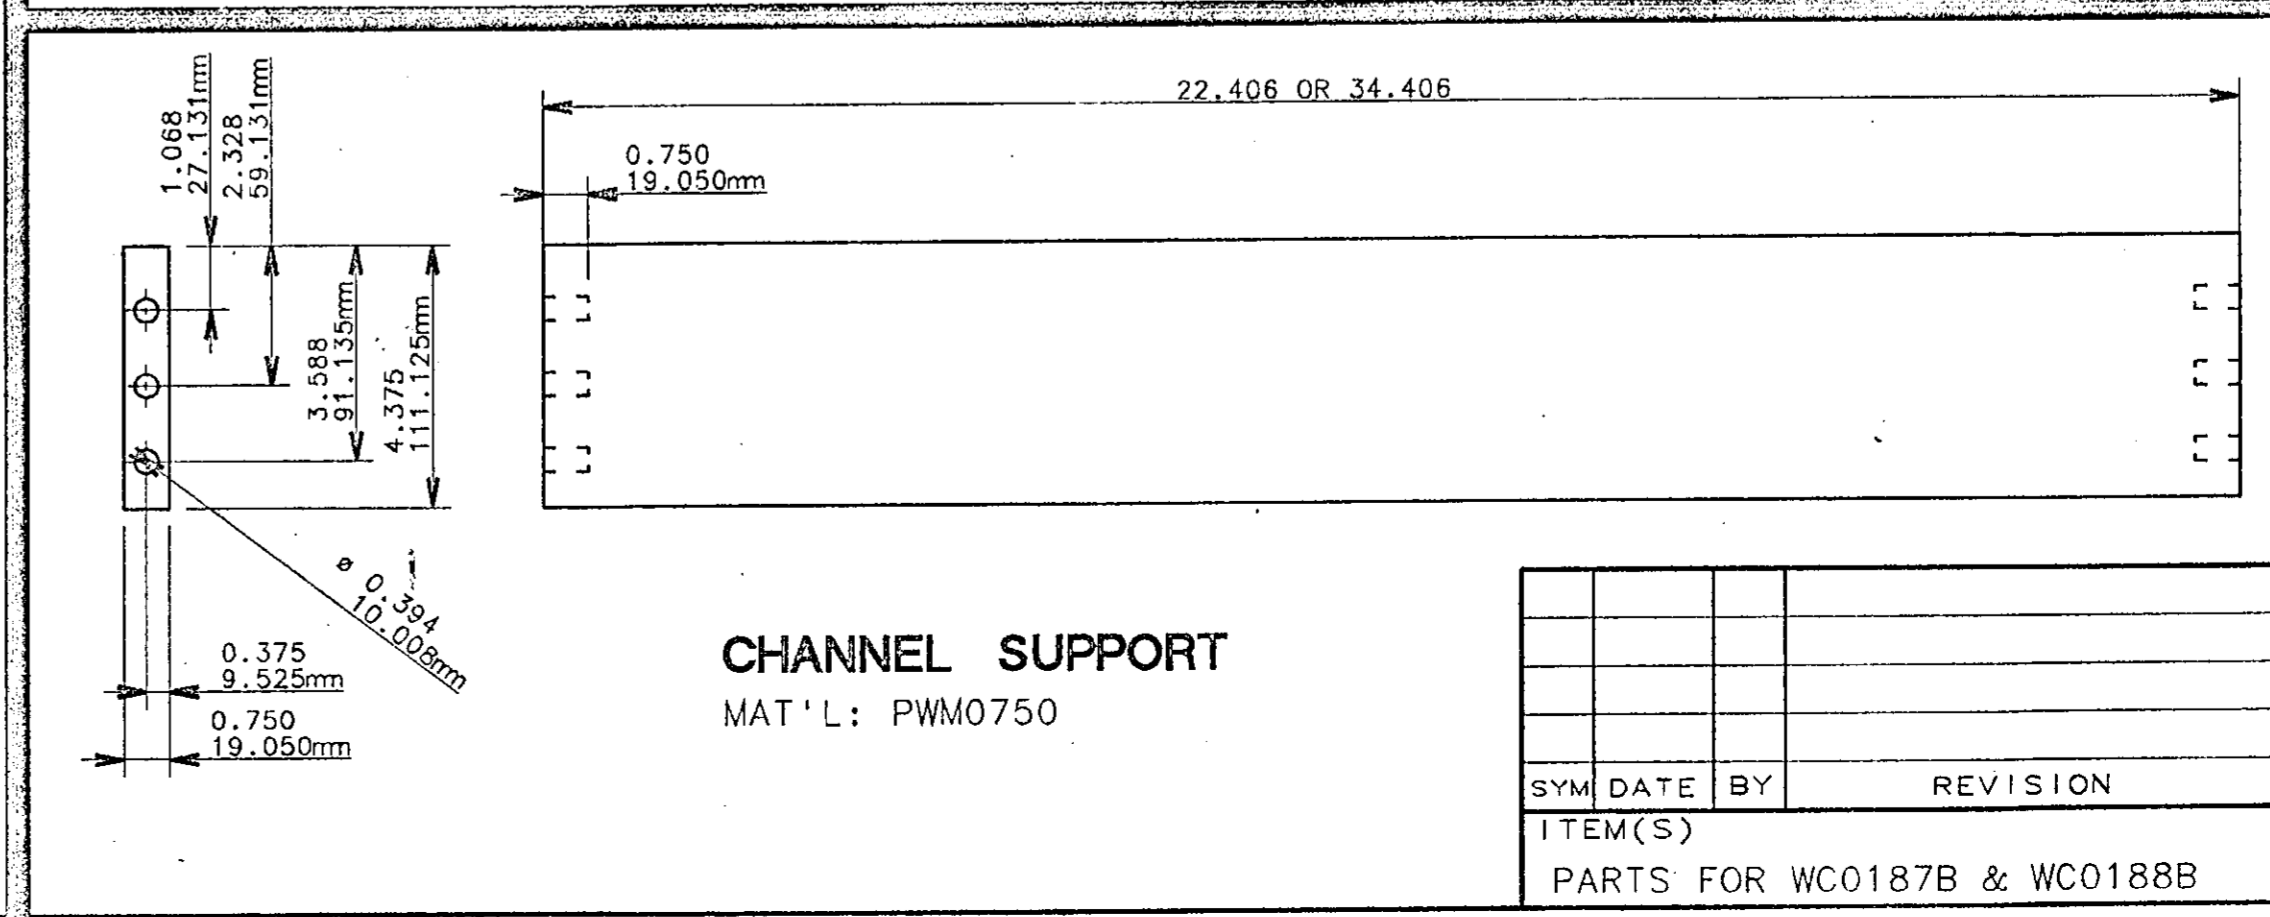 1.068
27.131mm
2.328
59.131mm
22.406 OR 34.406
0.750
19.050mm
3.588
91.135mm
4.375
111.125mm
ø 0.394
10.008mm
0.375
9.525mm
0.750
19.050mm
CHANNEL SUPPORT
MAT'L: PWM0750
SYM DATE BY REVISION
ITEM(S)
PARTS FOR WC0187B & WC0188B